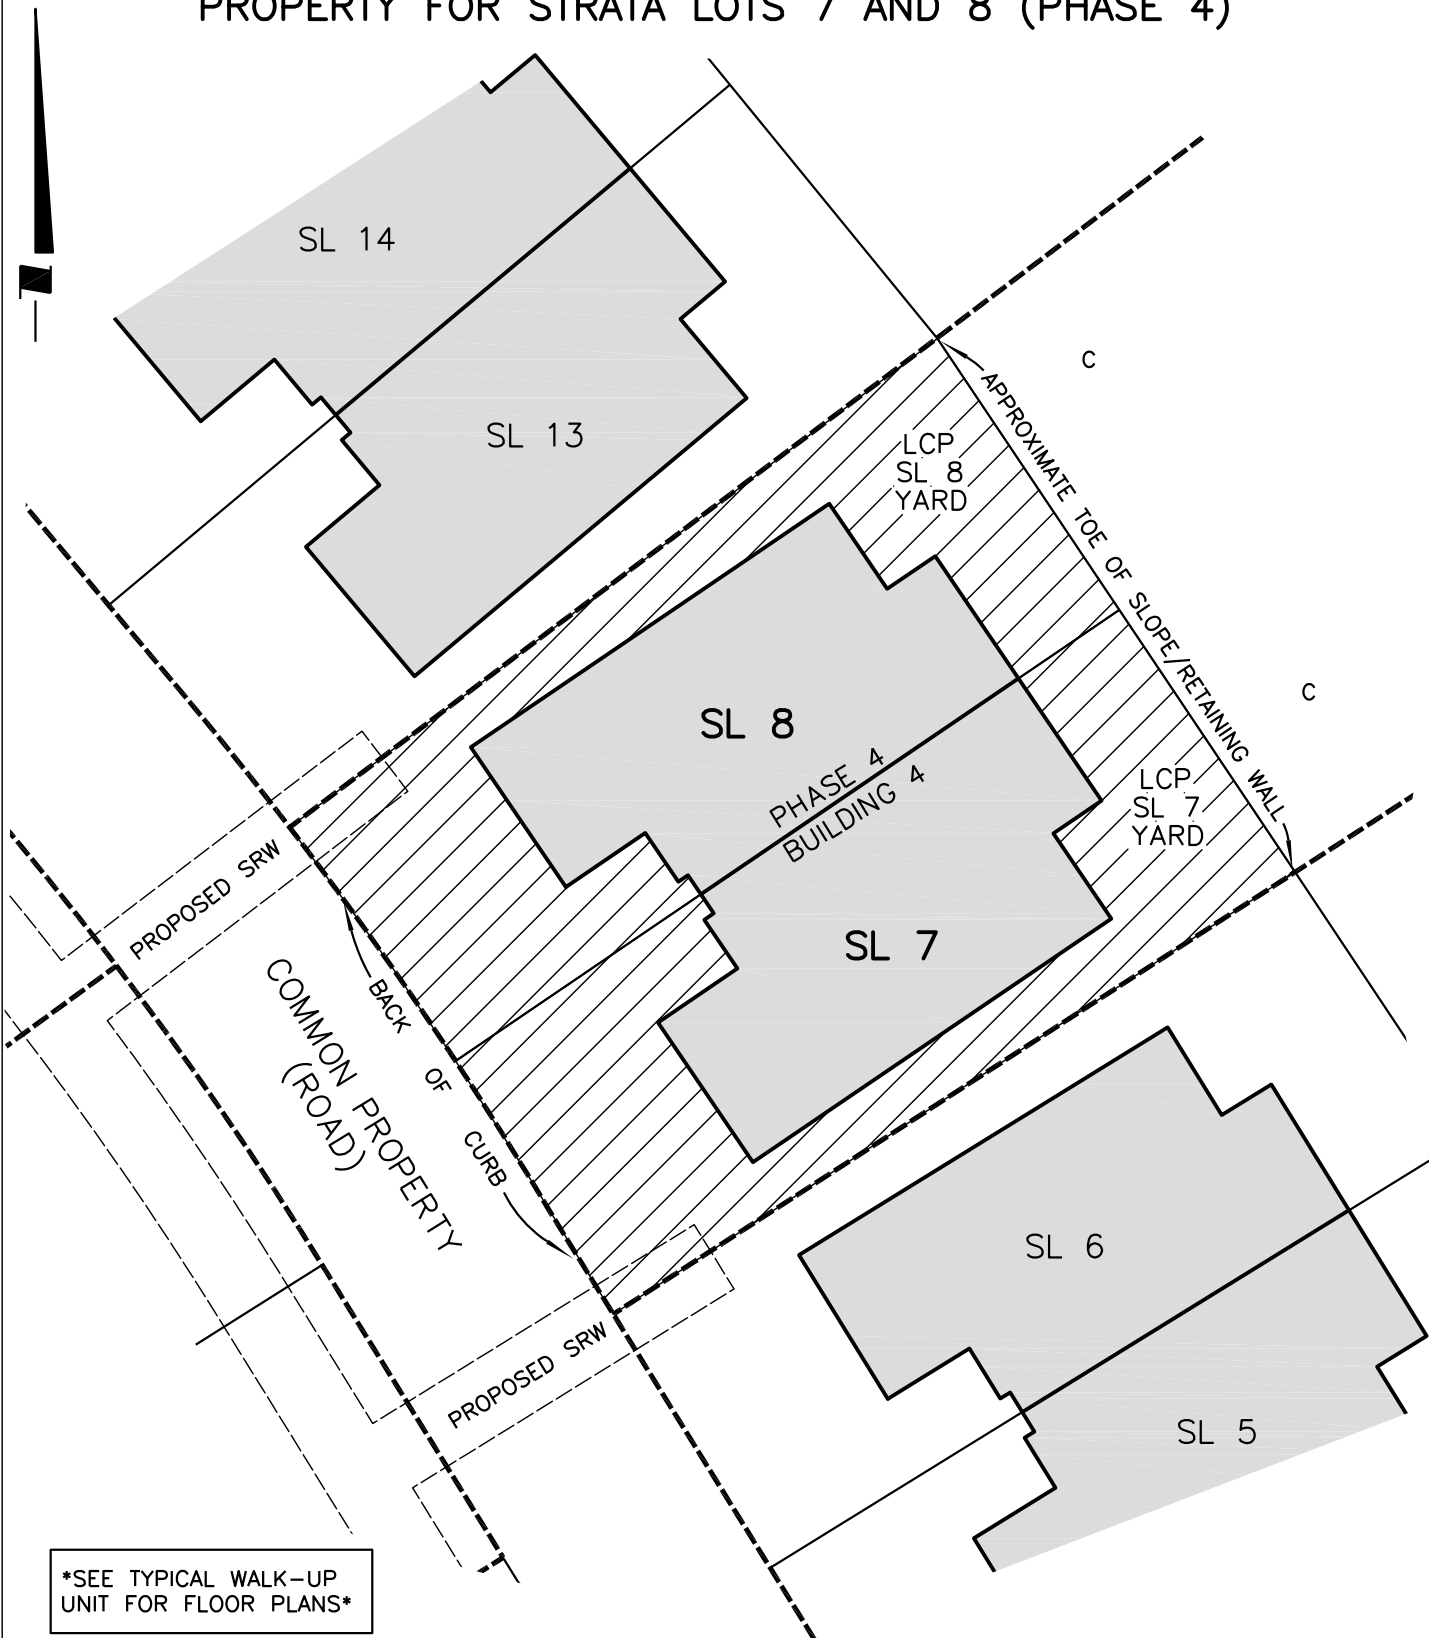 PROPERTY FOR STRATA LOTS 7 AND 8 (PHASE 4)
N
SL 14
SL 13
C
APPROXIMATE TOE OF SLOPE/RETAINING WALL
LCP
SL 8
YARD
C
SL 8
PHASE 4
BUILDING 4
LCP
SL 7
YARD
PROPOSED SRW
SL 7
BACK OF CURB
COMMON PROPERTY
(ROAD)
SL 6
PROPOSED SRW
SL 5
*SEE TYPICAL WALK-UP
UNIT FOR FLOOR PLANS*